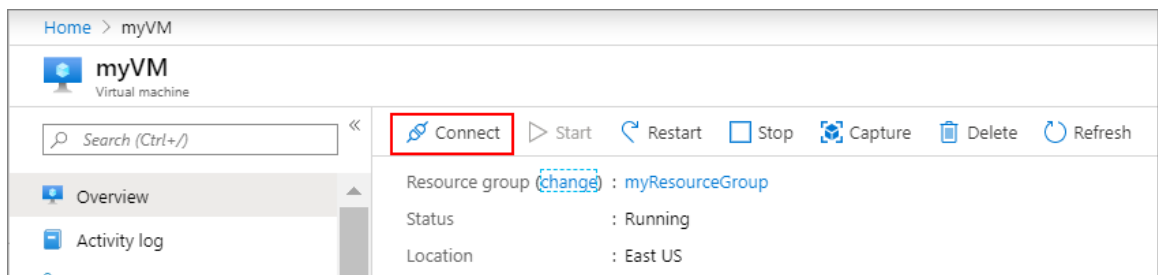 Home > myVM
myVM
Virtual machine
Search (Ctrl+/)
«
Connect Start Restart Stop Capture Delete Refresh
Overview
Activity log
Resource group (change) : myResourceGroup
Status : Running
Location : East US